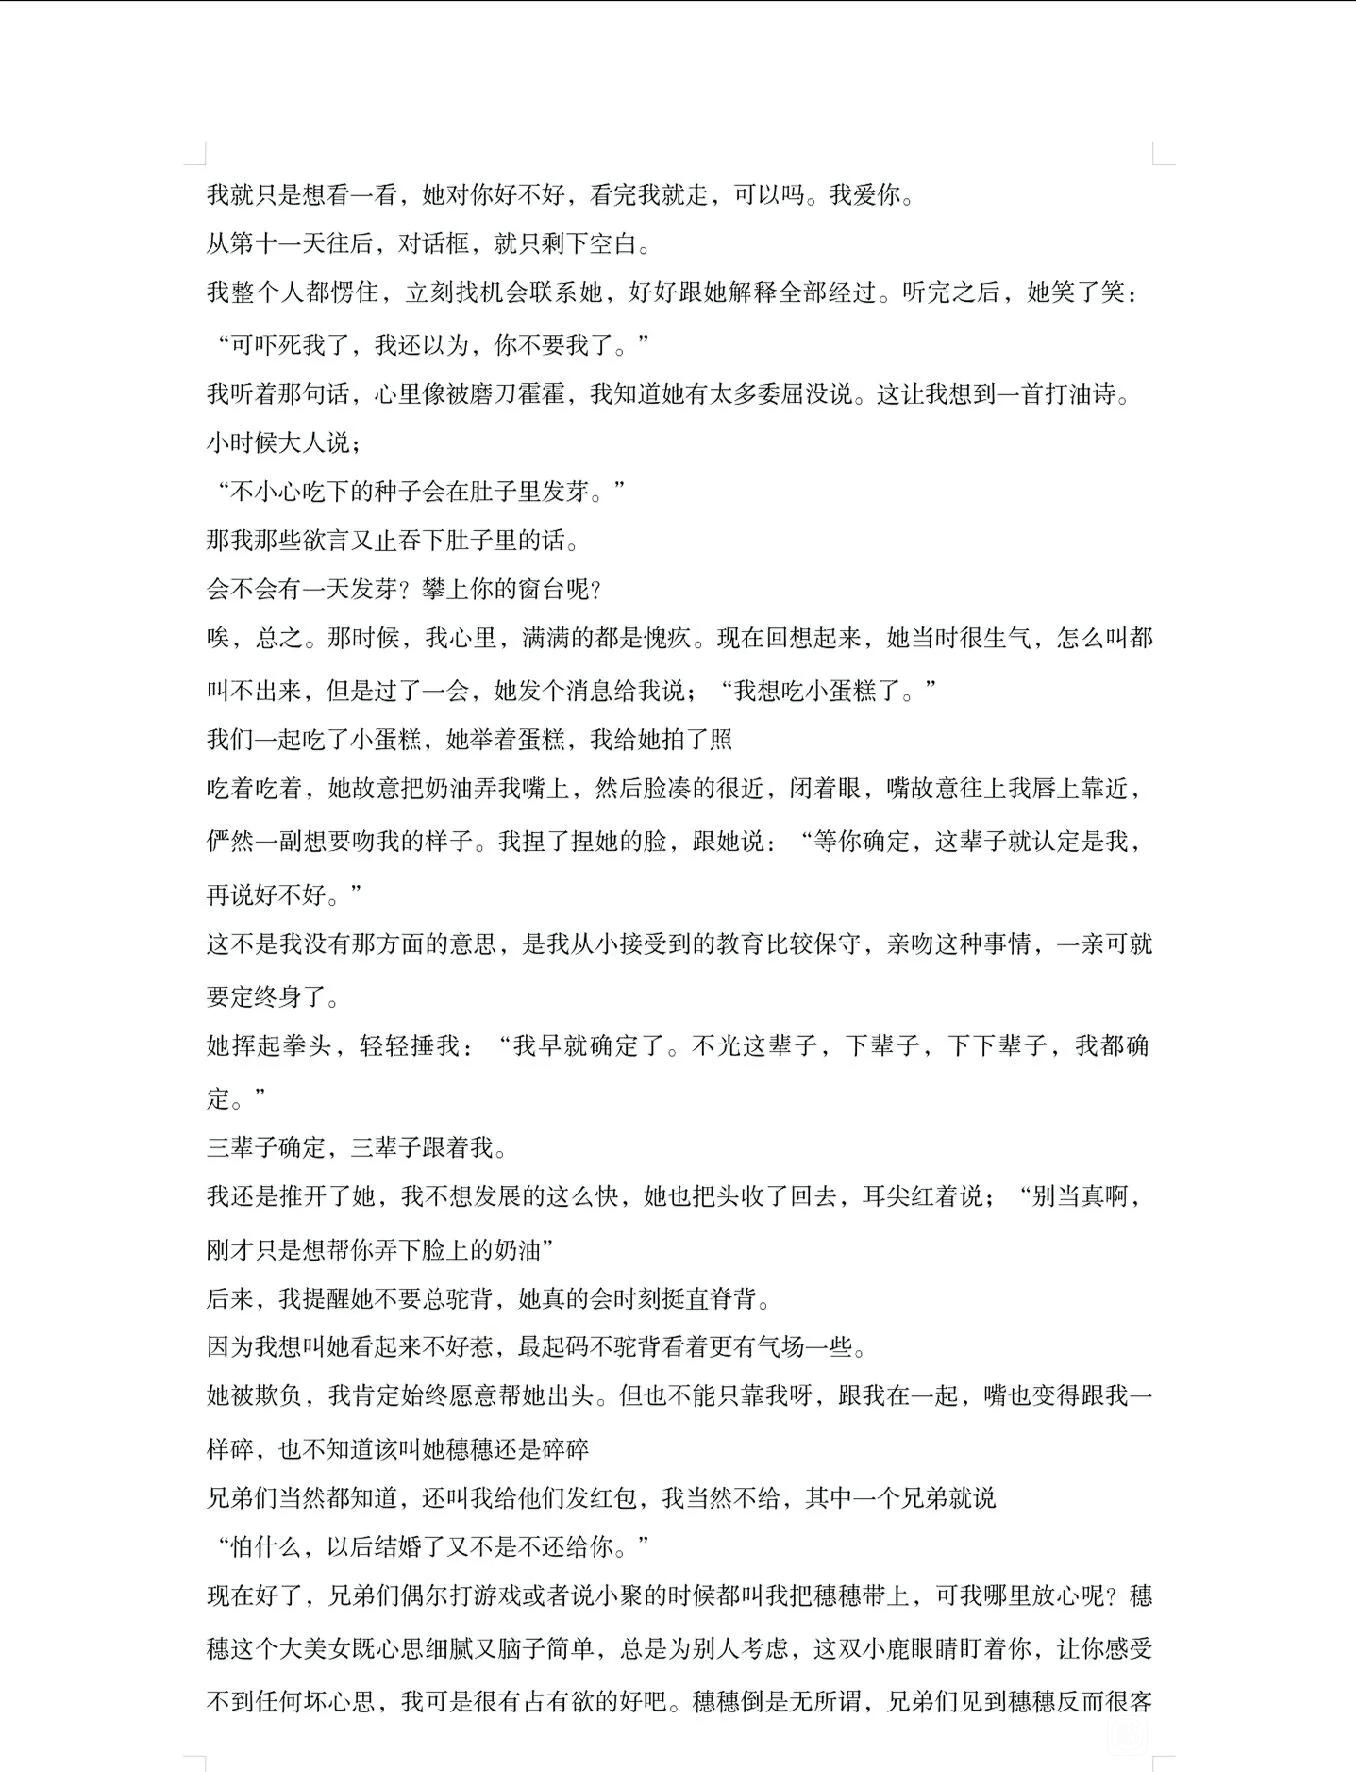 我就只是想看一看，她对你好不好，看完我就走，可以吗。我爱你。
从第十一天往后，对话框，就只剩下空白。
我整个人都愣住，立刻找机会联系她，好好跟她解释全部经过。听完之后，她笑了笑：
“可吓死我了，我还以为，你不要我了。”
我听着那句话，心里像被磨刀霍霍，我知道她有太多委屈没说。这让我想到一首打油诗。
小时候大人说；
“不小心吃下的种子会在肚子里发芽。”
那我那些欲言又止吞下肚子里的话。
会不会有一天发芽？攀上你的窗台呢？
唉，总之。那时候，我心里，满满的都是愧疚。现在回想起来，她当时很生气，怎么叫都
叫不出来，但是过了一会，她发个消息给我说；“我想吃小蛋糕了。”
我们一起吃了小蛋糕，她举着蛋糕，我给她拍了照
吃着吃着，她故意把奶油弄我嘴上，然后脸凑的很近，闭着眼，嘴故意往上我唇上靠近，
俨然一副想要吻我的样子。我捏了捏她的脸，跟她说：“等你确定，这辈子就认定是我，
再说好不好。”
这不是我没有那方面的意思，是我从小接受到的教育比较保守，亲吻这种事情，一亲可就
要定终身了。
她挥起拳头，轻轻捶我：“我早就确定了。不光这辈子，下辈子，下下辈子，我都确
定。”
三辈子确定，三辈子跟着我。
我还是推开了她，我不想发展的这么快，她也把头收了回去，耳尖红着说；“别当真啊，
刚才只是想帮你弄下脸上的奶油”
后来，我提醒她不要总驼背，她真的会时刻挺直脊背。
因为我想叫她看起来不好惹，最起码不驼背看着更有气场一些。
她被欺负，我肯定始终愿意帮她出头。但也不能只靠我呀，跟我在一起，嘴也变得跟我一
样碎，也不知道该叫她穗穗还是碎碎
兄弟们当然都知道，还叫我给他们发红包，我当然不给，其中一个兄弟就说
“怕什么，以后结婚了又不是不还给你。”
现在好了，兄弟们偶尔打游戏或者说小聚的时候都叫我把穗穗带上，可我哪里放心呢？穗
穗这个大美女既心思细腻又脑子简单，总是为别人考虑，这双小鹿眼睛盯着你，让你感受
不到任何坏心思，我可是很有占有欲的好吧。穗穗倒是无所谓，兄弟们见到穗穗反而很客